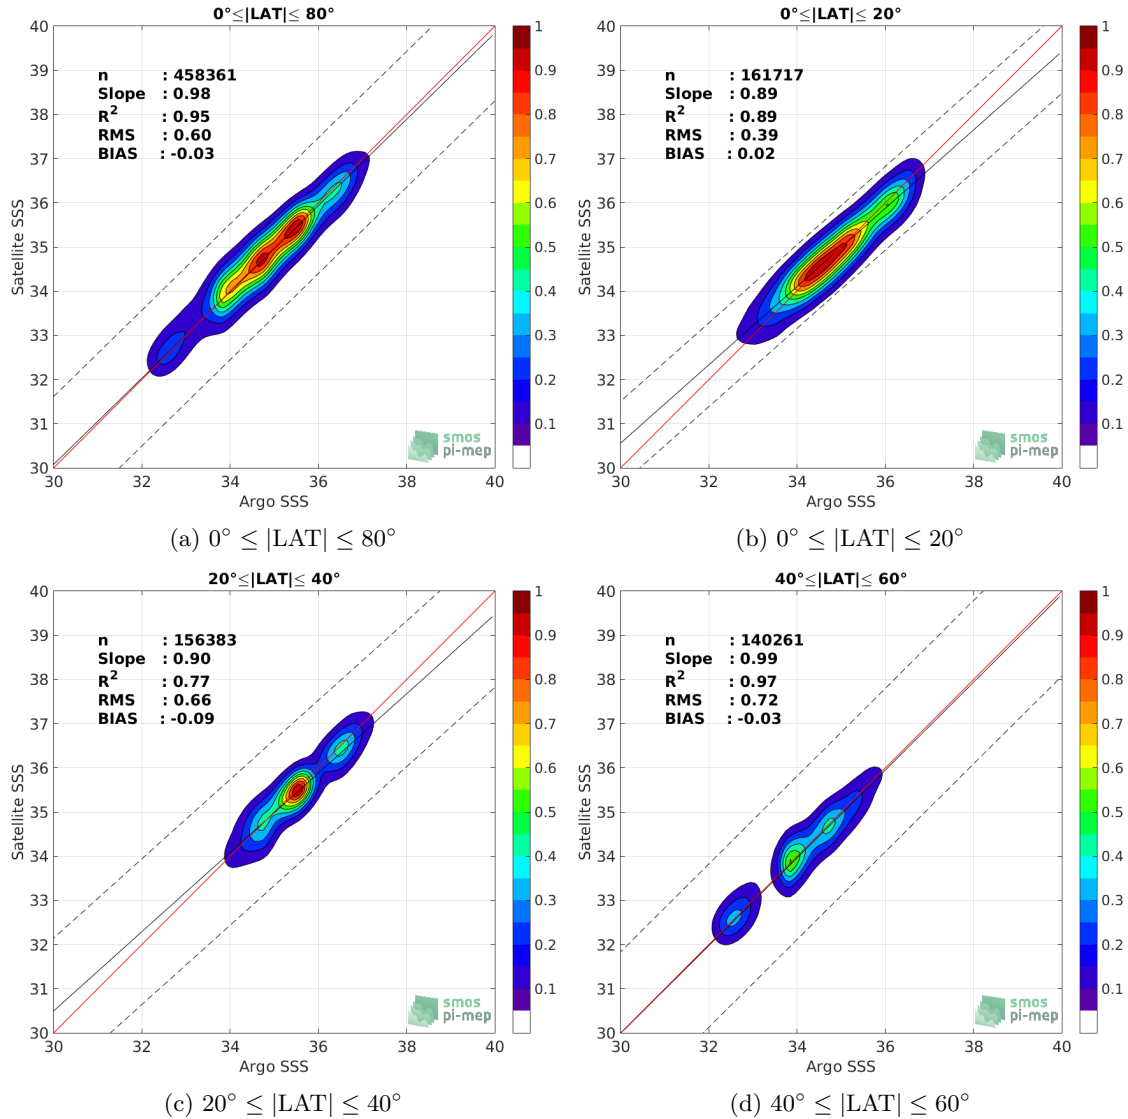 0°≤|LAT|≤ 80°
n : 458361
Slope : 0.98
R² : 0.95
RMS : 0.60
BIAS : -0.03
40
39
38
37
36
35
34
33
32
31
30
Satellite SSS
30 32 34 36 38 40
Argo SSS
1
0.9
0.8
0.7
0.6
0.5
0.4
0.3
0.2
0.1
smos
pi-mep
(a) 0° ≤ |LAT| ≤ 80°
0°≤|LAT|≤ 20°
n : 161717
Slope : 0.89
R² : 0.89
RMS : 0.39
BIAS : 0.02
40
39
38
37
36
35
34
33
32
31
30
Satellite SSS
30 32 34 36 38 40
Argo SSS
1
0.9
0.8
0.7
0.6
0.5
0.4
0.3
0.2
0.1
smos
pi-mep
(b) 0° ≤ |LAT| ≤ 20°
20°≤|LAT|≤ 40°
n : 156383
Slope : 0.90
R² : 0.77
RMS : 0.66
BIAS : -0.09
40
39
38
37
36
35
34
33
32
31
30
Satellite SSS
30 32 34 36 38 40
Argo SSS
1
0.9
0.8
0.7
0.6
0.5
0.4
0.3
0.2
0.1
smos
pi-mep
(c) 20° ≤ |LAT| ≤ 40°
40°≤|LAT|≤ 60°
n : 140261
Slope : 0.99
R² : 0.97
RMS : 0.72
BIAS : -0.03
40
39
38
37
36
35
34
33
32
31
30
Satellite SSS
30 32 34 36 38 40
Argo SSS
1
0.9
0.8
0.7
0.6
0.5
0.4
0.3
0.2
0.1
smos
pi-mep
(d) 40° ≤ |LAT| ≤ 60°